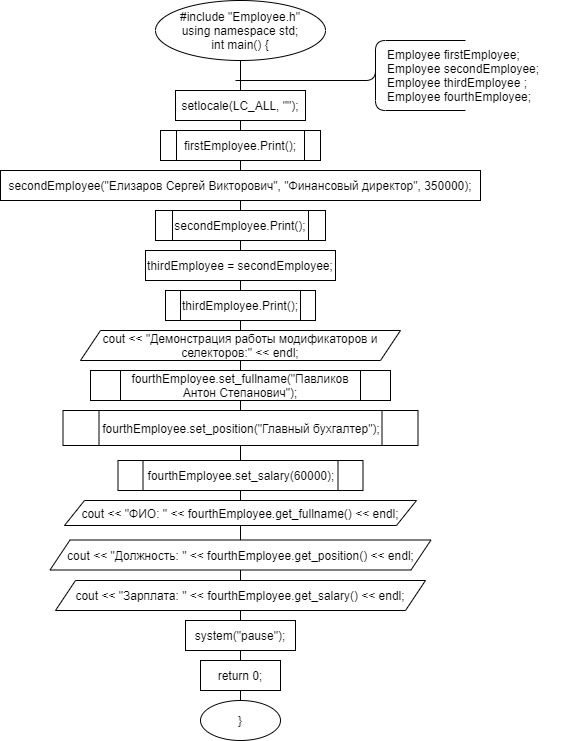 #include "Employee.h"
using namespace std;
int main() {
Employee firstEmployee;
Employee secondEmployee;
Employee thirdEmployee ;
Employee fourthEmployee;
setlocale(LC_ALL, "");
firstEmployee.Print();
secondEmployee("Елизаров Сергей Викторович", "Финансовый директор", 350000);
secondEmployee.Print();
thirdEmployee = secondEmployee;
thirdEmployee.Print();
cout << "Демонстрация работы модификаторов и
селекторов:" << endl;
fourthEmployee.set_fullname("Павликов
Антон Степанович");
fourthEmployee.set_position("Главный бухгалтер");
fourthEmployee.set_salary(60000);
cout << "ФИО: " << fourthEmployee.get_fullname() << endl;
cout << "Должность: " << fourthEmployee.get_position() << endl;
cout << "Зарплата: " << fourthEmployee.get_salary() << endl;
system("pause");
return 0;
}